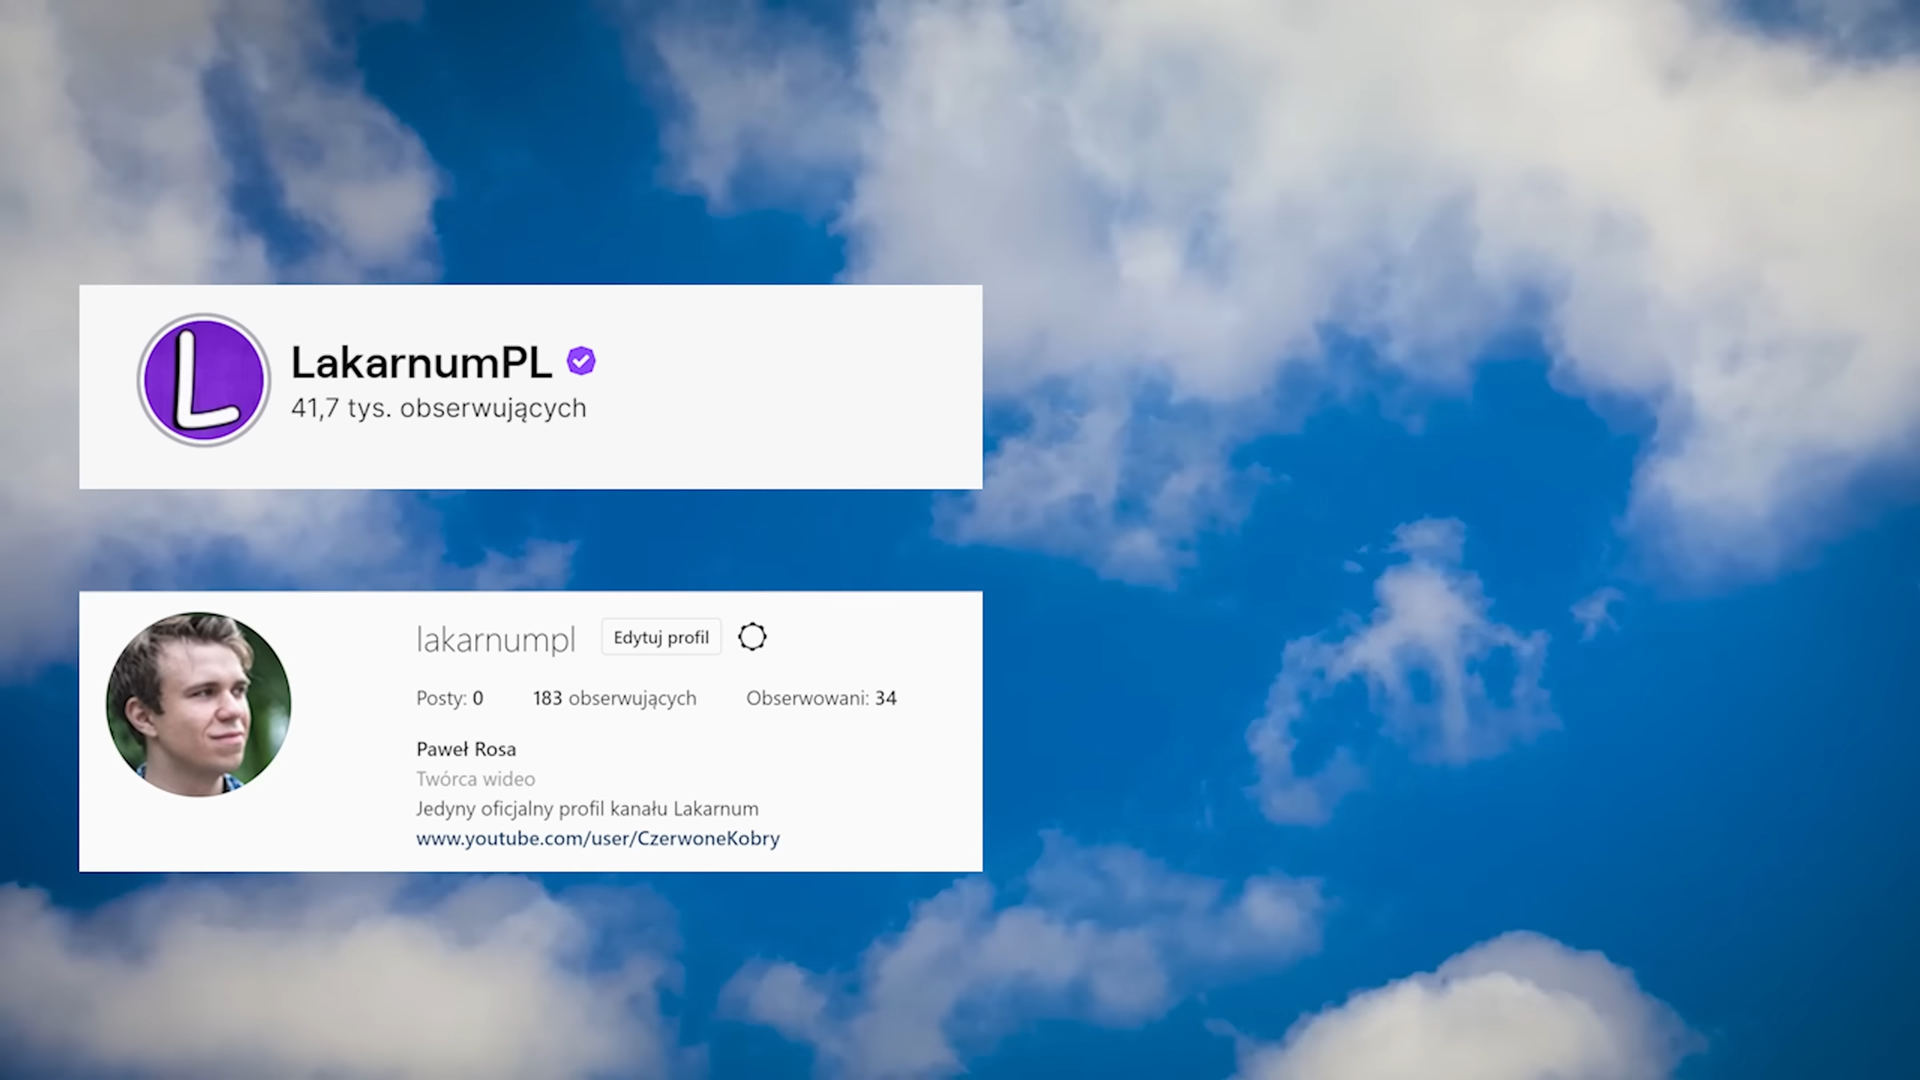 L
LakarnumPL
41,7 tys. obserwujących
lakarnumpl Edytuj profil
Posty: 0 183 obserwujących Obserwowani: 34
Paweł Rosa
Twórca wideo
Jedyny oficjalny profil kanału Lakarnum
www.youtube.com/user/CzerwoneKobry